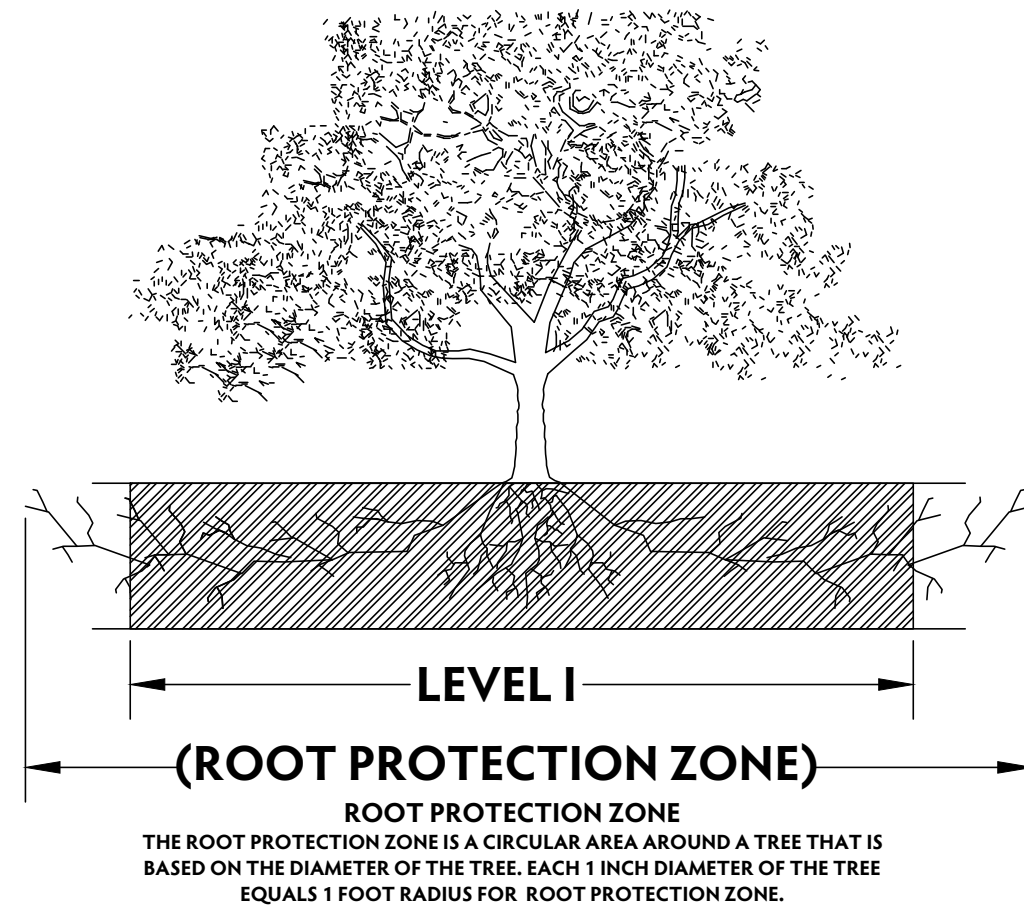 LEVEL I
(ROOT PROTECTION ZONE)
ROOT PROTECTION ZONE
THE ROOT PROTECTION ZONE IS A CIRCULAR AREA AROUND A TREE THAT IS
BASED ON THE DIAMETER OF THE TREE. EACH 1 INCH DIAMETER OF THE TREE
EQUALS 1 FOOT RADIUS FOR ROOT PROTECTION ZONE.